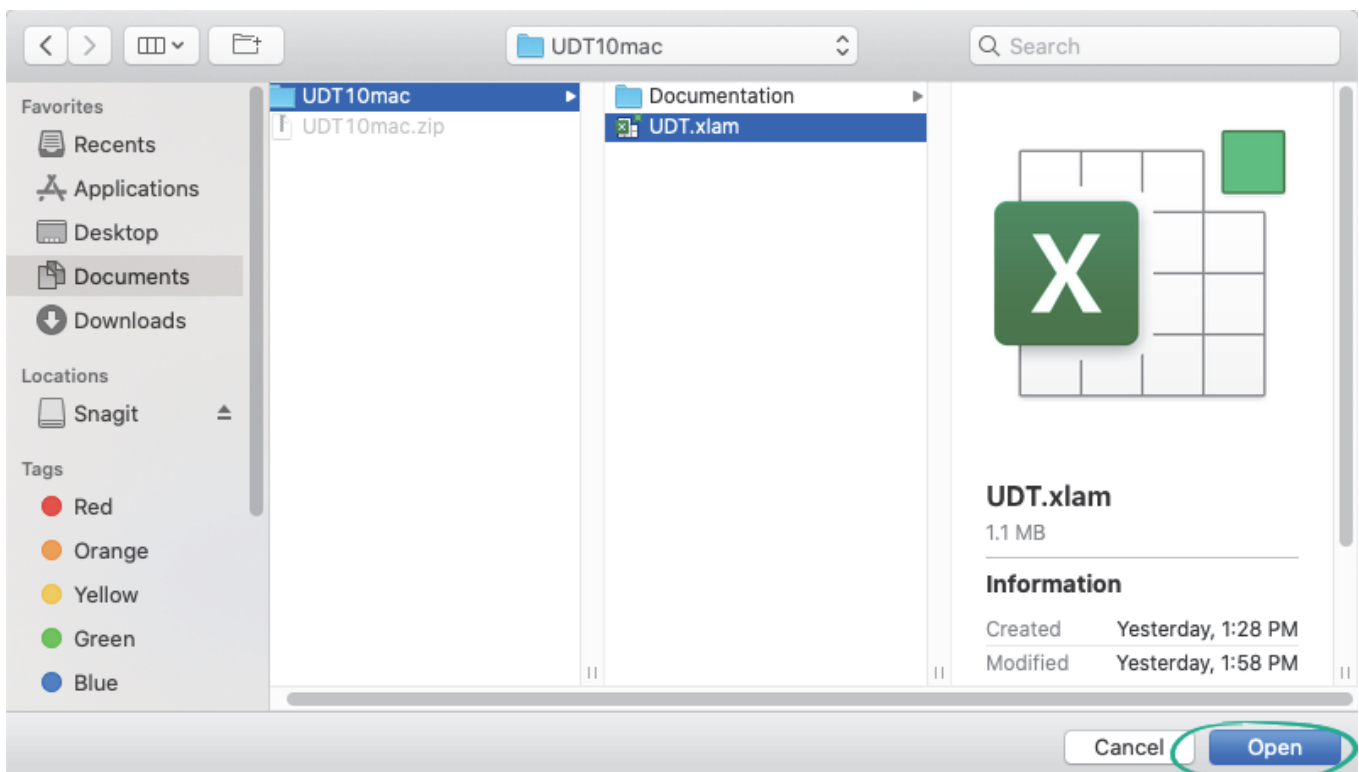 UDT10mac
Search
Favorites
Recents
Applications
Desktop
Documents
Downloads
Locations
Snagit
Tags
Red
Orange
Yellow
Green
Blue
UDT10mac
UDT10mac.zip
Documentation
UDT.xlam
X
UDT.xlam
1.1 MB
Information
Created Yesterday, 1:28 PM
Modified Yesterday, 1:58 PM
Cancel Open